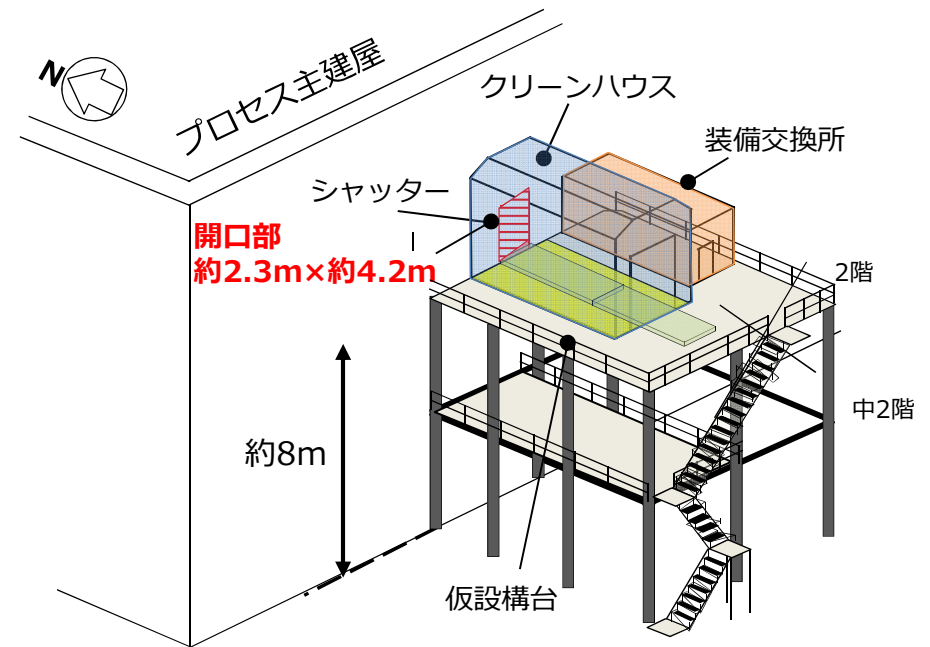 N
プロセス主建屋
クリーンハウス
装備交換所
シャッター
開口部
約2.3m×約4.2m
2階
中2階
約8m
仮設構台